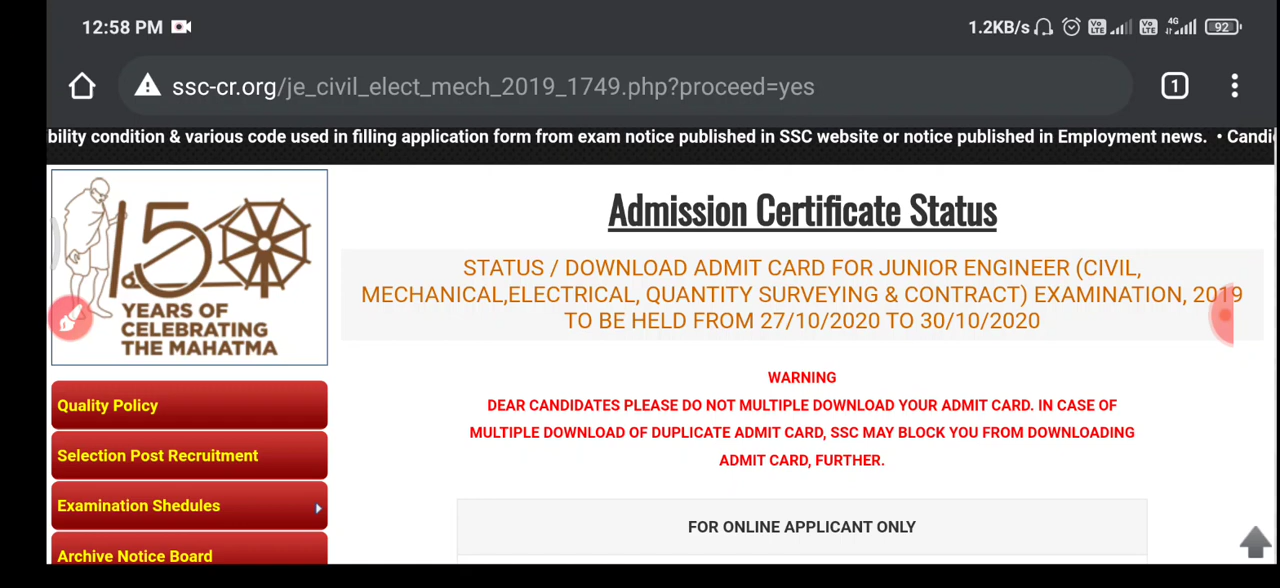 12:58 PM
1.2KB/s Vo LTE Vo LTE 4G 92
ssc-cr.org/je_civil_elect_mech_2019_1749.php?proceed=yes
1
bility condition & various code used in filling application form from exam notice published in SSC website or notice published in Employment news. • Candi
150
YEARS OF
CELEBRATING
THE MAHATMA
Quality Policy
Selection Post Recruitment
Examination Shedules
Archive Notice Board
Admission Certificate Status
STATUS / DOWNLOAD ADMIT CARD FOR JUNIOR ENGINEER (CIVIL,
MECHANICAL,ELECTRICAL, QUANTITY SURVEYING & CONTRACT) EXAMINATION, 2019
TO BE HELD FROM 27/10/2020 TO 30/10/2020
WARNING
DEAR CANDIDATES PLEASE DO NOT MULTIPLE DOWNLOAD YOUR ADMIT CARD. IN CASE OF
MULTIPLE DOWNLOAD OF DUPLICATE ADMIT CARD, SSC MAY BLOCK YOU FROM DOWNLOADING
ADMIT CARD, FURTHER.
FOR ONLINE APPLICANT ONLY